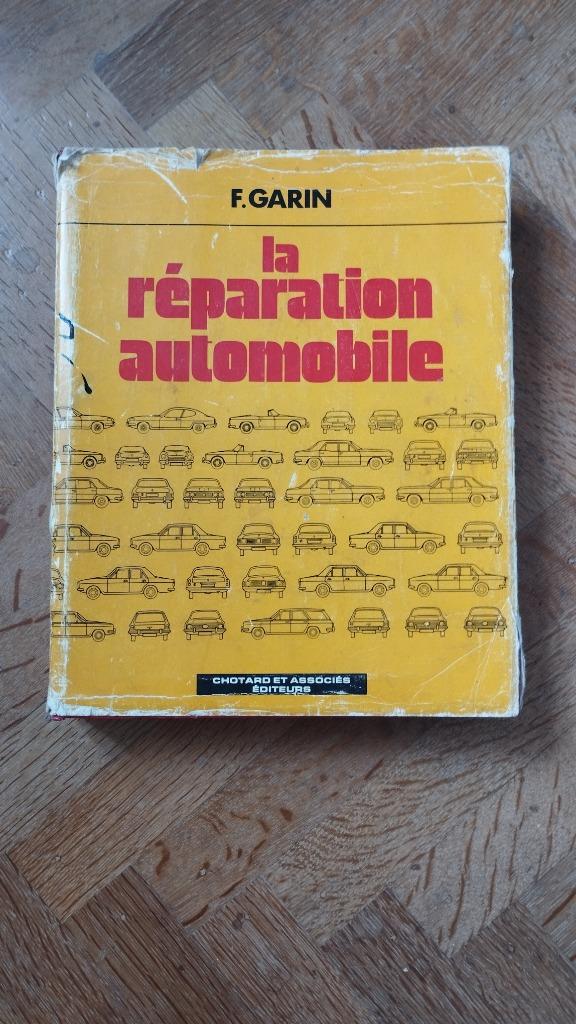 F. GARIN
la
réparation
automobile
CHOTARD ET ASSOCIÉS
ÉDITEURS